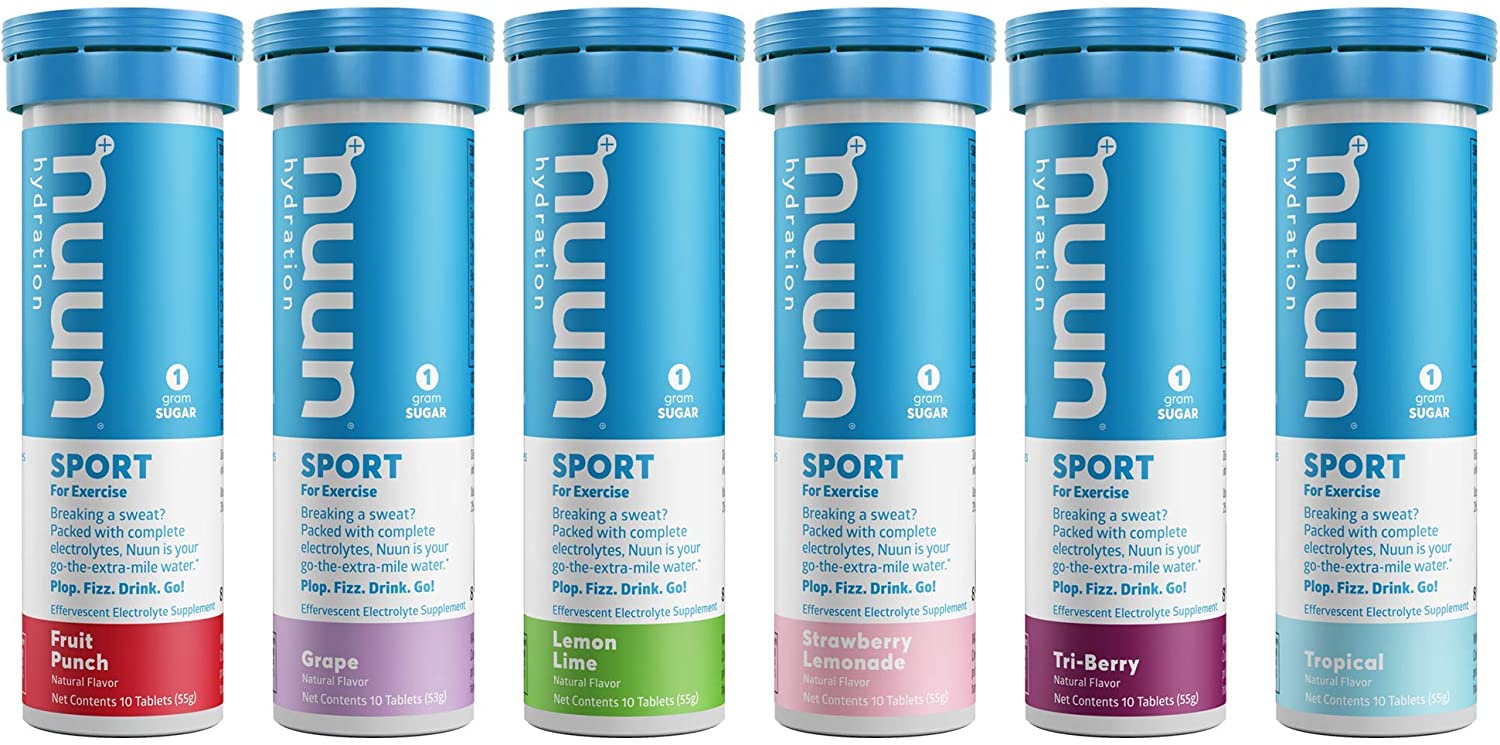 nuun
hydration
1
gram
SUGAR
SPORT
For Exercise
Breaking a sweat?
Packed with complete
electrolytes, Nuun is your
go-the-extra-mile water.*
Plop. Fizz. Drink. Go!
Effervescent Electrolyte Supplement
Fruit
Punch
Natural Flavor
Net Contents 10 Tablets (55g)
nuun
hydration
1
gram
SUGAR
SPORT
For Exercise
Breaking a sweat?
Packed with complete
electrolytes, Nuun is your
go-the-extra-mile water.*
Plop. Fizz. Drink. Go!
Effervescent Electrolyte Supplement
Grape
Natural Flavor
Net Contents 10 Tablets (53g)
nuun
hydration
1
gram
SUGAR
SPORT
For Exercise
Breaking a sweat?
Packed with complete
electrolytes, Nuun is your
go-the-extra-mile water.*
Plop. Fizz. Drink. Go!
Effervescent Electrolyte Supplement
Lemon
Lime
Natural Flavor
Net Contents 10 Tablets (55g)
nuun
hydration
1
gram
SUGAR
SPORT
For Exercise
Breaking a sweat?
Packed with complete
electrolytes, Nuun is your
go-the-extra-mile water.*
Plop. Fizz. Drink. Go!
Effervescent Electrolyte Supplement
Strawberry
Lemonade
Natural Flavor
Net Contents 10 Tablets (55g)
nuun
hydration
1
gram
SUGAR
SPORT
For Exercise
Breaking a sweat?
Packed with complete
electrolytes, Nuun is your
go-the-extra-mile water.*
Plop. Fizz. Drink. Go!
Effervescent Electrolyte Supplement
Tri-Berry
Natural Flavor
Net Contents 10 Tablets (55g)
nuun
hydration
1
gram
SUGAR
SPORT
For Exercise
Breaking a sweat?
Packed with complete
electrolytes, Nuun is your
go-the-extra-mile water.*
Plop. Fizz. Drink. Go!
Effervescent Electrolyte Supplement
Tropical
Natural Flavor
Net Contents 10 Tablets (55g)